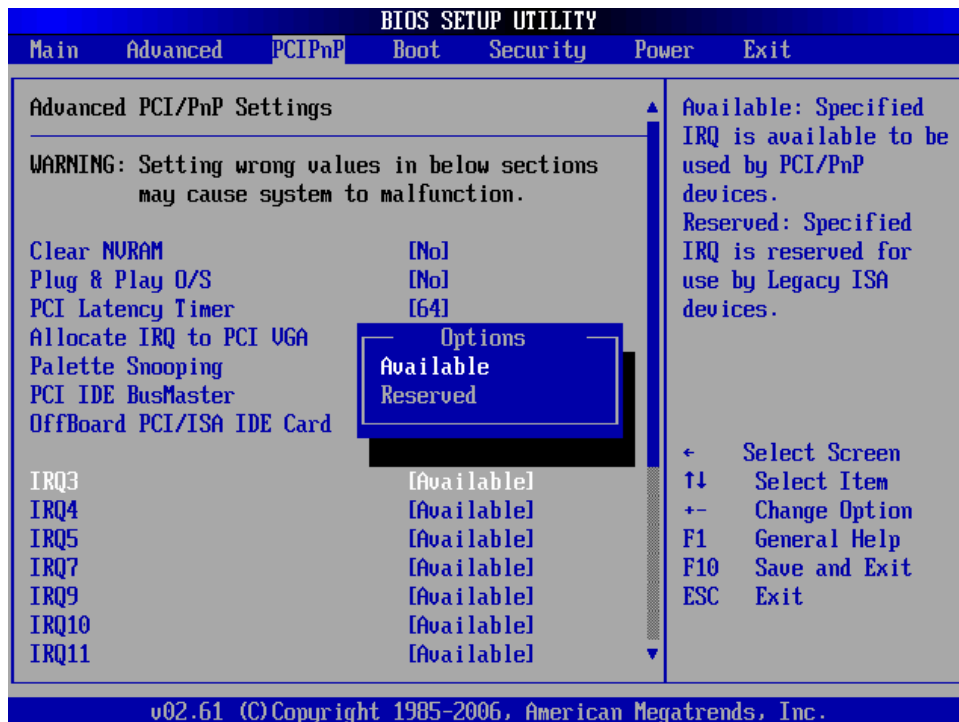 BIOS SETUP UTILITY
Main Advanced PCIPnP Boot Security Power Exit
Advanced PCI/PnP Settings
WARNING: Setting wrong values in below sections
may cause system to malfunction.
Clear NVRAM [No]
Plug & Play O/S [No]
PCI Latency Timer [64]
Allocate IRQ to PCI VGA
Palette Snooping
PCI IDE BusMaster
OffBoard PCI/ISA IDE Card
Options
Available
Reserved
IRQ3 [Available]
IRQ4 [Available]
IRQ5 [Available]
IRQ7 [Available]
IRQ9 [Available]
IRQ10 [Available]
IRQ11 [Available]
Available: Specified
IRQ is available to be
used by PCI/PnP
devices.
Reserved: Specified
IRQ is reserved for
use by Legacy ISA
devices.
← Select Screen
↑↓ Select Item
+- Change Option
F1 General Help
F10 Save and Exit
ESC Exit
v02.61 (C)Copyright 1985-2006, American Megatrends, Inc.